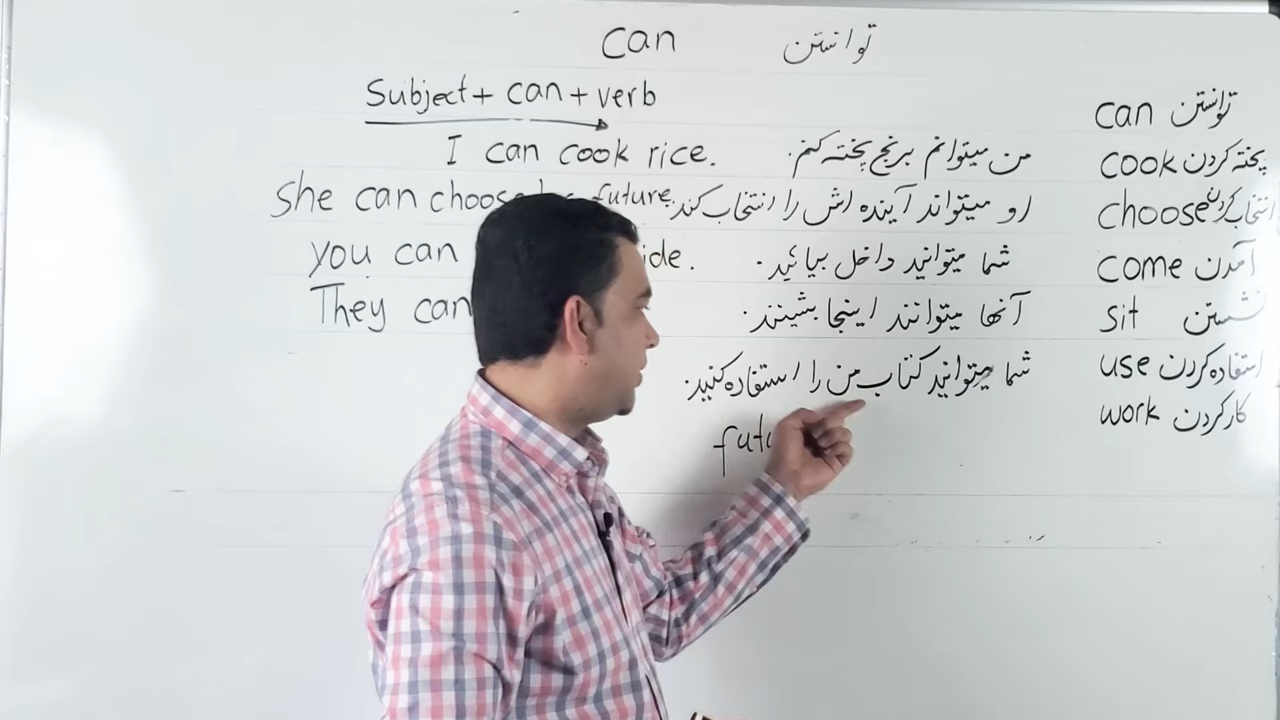 can توانستن
Subject + can + verb
I can cook rice. من میتوانم برنج پخته کنم.
She can future. او میتواند آینده اش را انتخاب کند
you can شما میتوانید داخل بیائید.
They can آنها میتوانند اینجا بشینند.
شما میتوانید کتاب من را استفاده کنید
can توانستن
cook پخته کردن
choose انتخاب کردن
come آمدن
sit نشستن
use استفاده کردن
work کار کردن